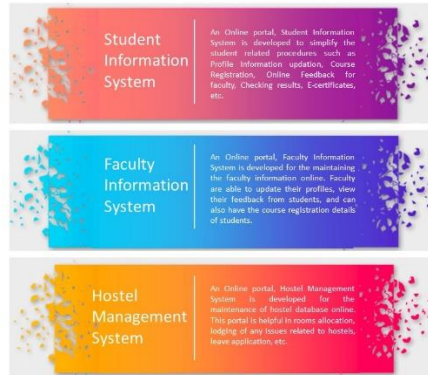 Student
Information
System
An Online portal, Student Information
System is developed to simplify the
student related procedures such as
Profile Information updation, Course
Registration, Online Feedback for
faculty, Checking results, E-certificates,
etc.
Faculty
Information
System
An Online portal, Faculty Information
System is developed for the maintaining
the faculty information online. Faculty
are able to update their profiles, view
their feedback from students, and can
also have the course registration details
of students.
Hostel
Management
System
An Online portal, Hostel Management
System is developed for the
maintenance of hostel database online.
This portal is helpful in rooms allocation,
lodging of any issues related to hostels,
leave application, etc.